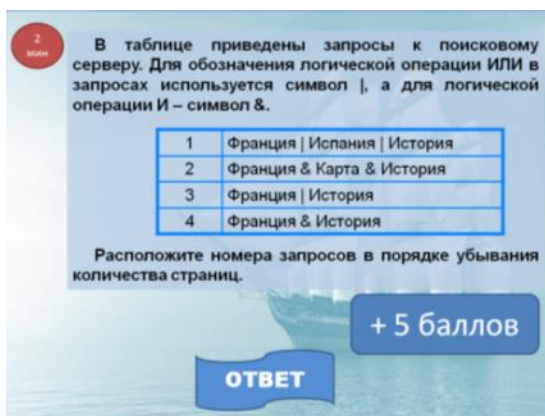 2
мин
В таблице приведены запросы к поисковому
серверу. Для обозначения логической операции ИЛИ в
запросах используется символ |, а для логической
операции И – символ &.
1 Франция | Испания | История
2 Франция & Карта & История
3 Франция | История
4 Франция & История
Расположите номера запросов в порядке убывания
количества страниц.
+ 5 баллов
ОТВЕТ